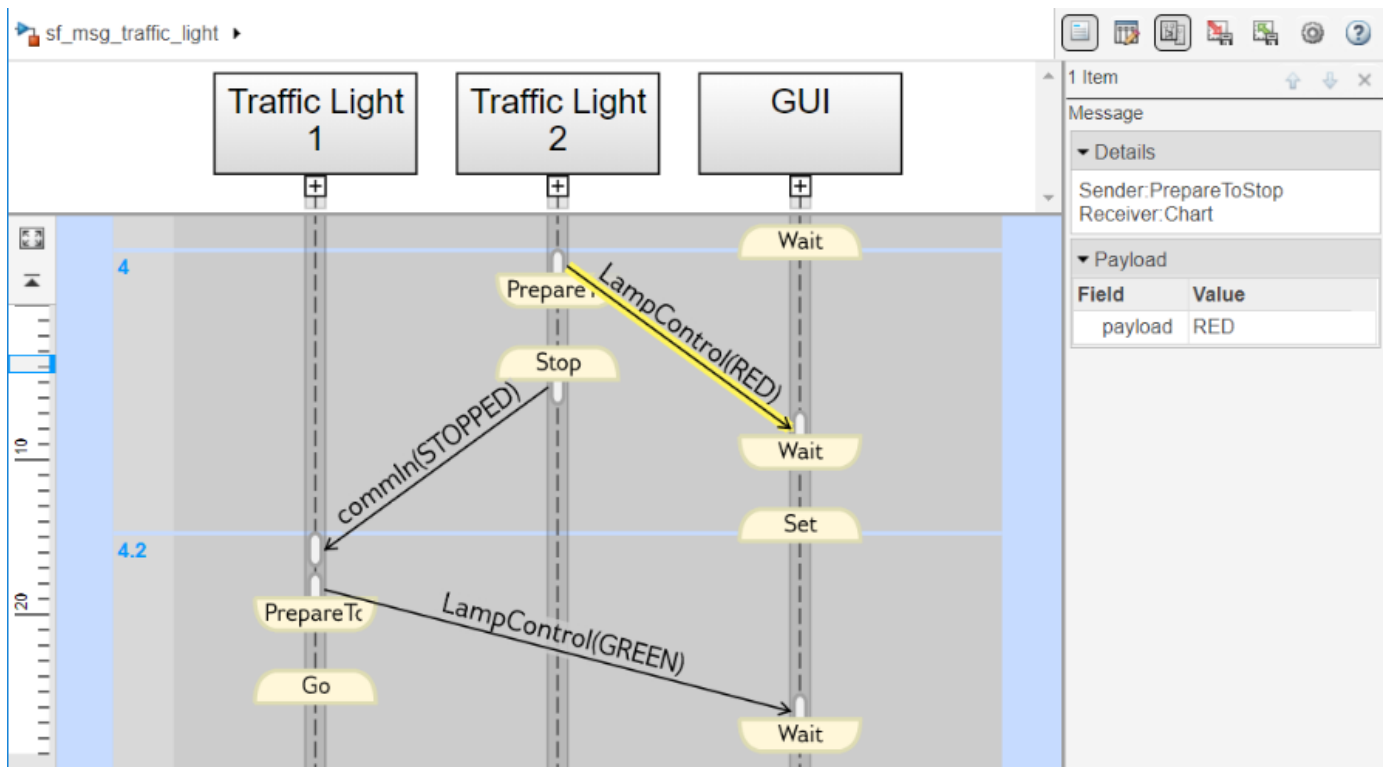 sf_msg_traffic_light
1 Item
Message
Details
Sender:PrepareToStop
Receiver:Chart
Payload
Field Value
payload RED
Traffic Light
1
Traffic Light
2
GUI
Wait
4
LampControl(RED)
PrepareT
Stop
commIn(STOPPED)
10
Wait
Set
4.2
20
PrepareTo
LampControl(GREEN)
Go
Wait